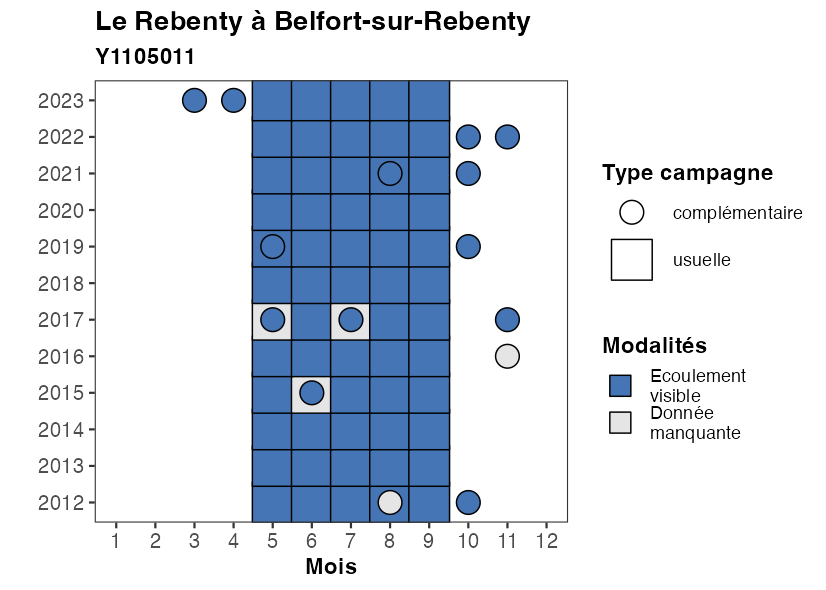 Le Rebenty à Belfort-sur-Rebenty
Y1105011
2023
2022
2021
2020
2019
2018
2017
2016
2015
2014
2013
2012
1 2 3 4 5 6 7 8 9 10 11 12
Mois
Type campagne
complémentaire
usuelle
Modalités
Ecoulement
visible
Donnée
manquante